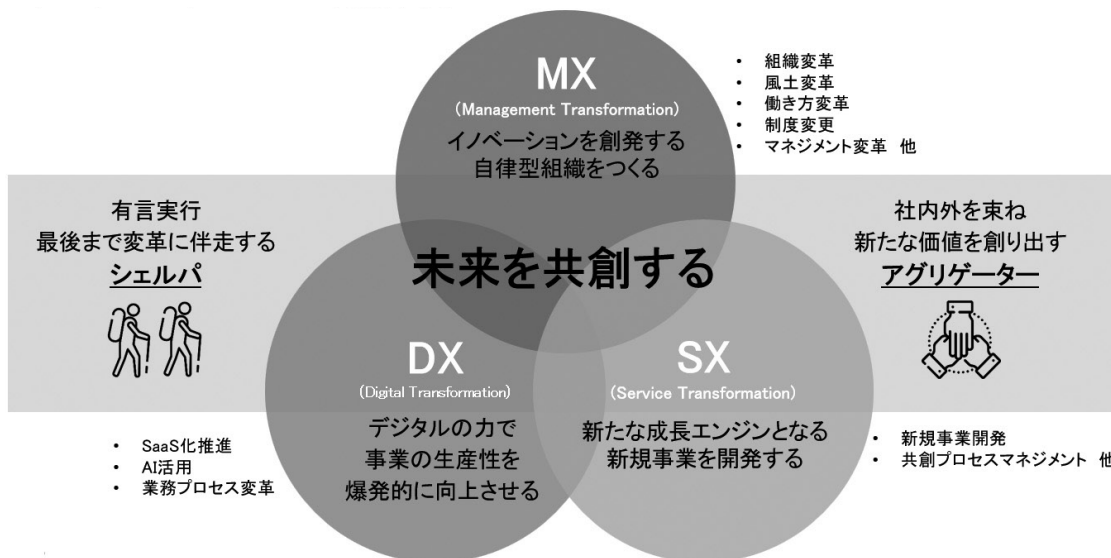 MX
(Management Transformation)
イノベーションを創発する
自律型組織をつくる
・ 組織変革
・ 風土変革
・ 働き方変革
・ 制度変更
・ マネジメント変革 他
有言実行
最後まで変革に伴走する
シェルパ
未来を共創する
社内外を束ね
新たな価値を創り出す
アグリゲーター
DX
(Digital Transformation)
デジタルの力で
事業の生産性を
爆発的に向上させる
・ SaaS化推進
・ AI活用
・ 業務プロセス変革
SX
(Service Transformation)
新たな成長エンジンとなる
新規事業を開発する
・ 新規事業開発
・ 共創プロセスマネジメント 他